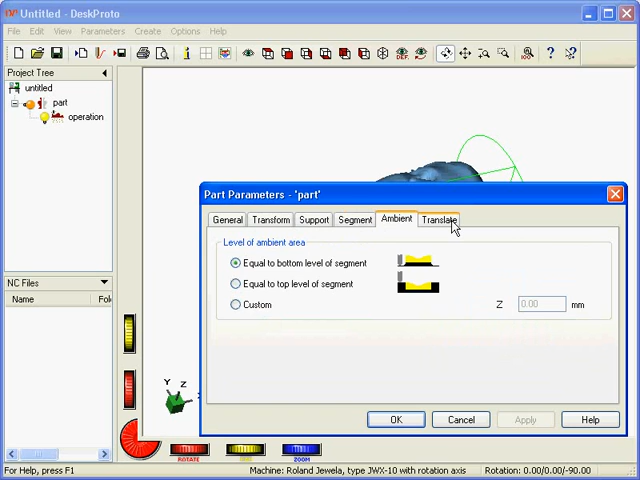 Untitled - DeskProto
File Edit View Parameters Create Options Help
Project Tree
untitled
part
operation
NC Files
Name Fol
Part Parameters - 'part'
General Transform Support Segment Ambient Translate
Level of ambient area
Equal to bottom level of segment
Equal to top level of segment
Custom
Z 0.00 mm
OK Cancel Apply Help
Y Z
ROTATE ZOOM
For Help, press F1 Machine: Roland Jewela, type JWX-10 with rotation axis Rotation: 0.00/0.00/-90.00